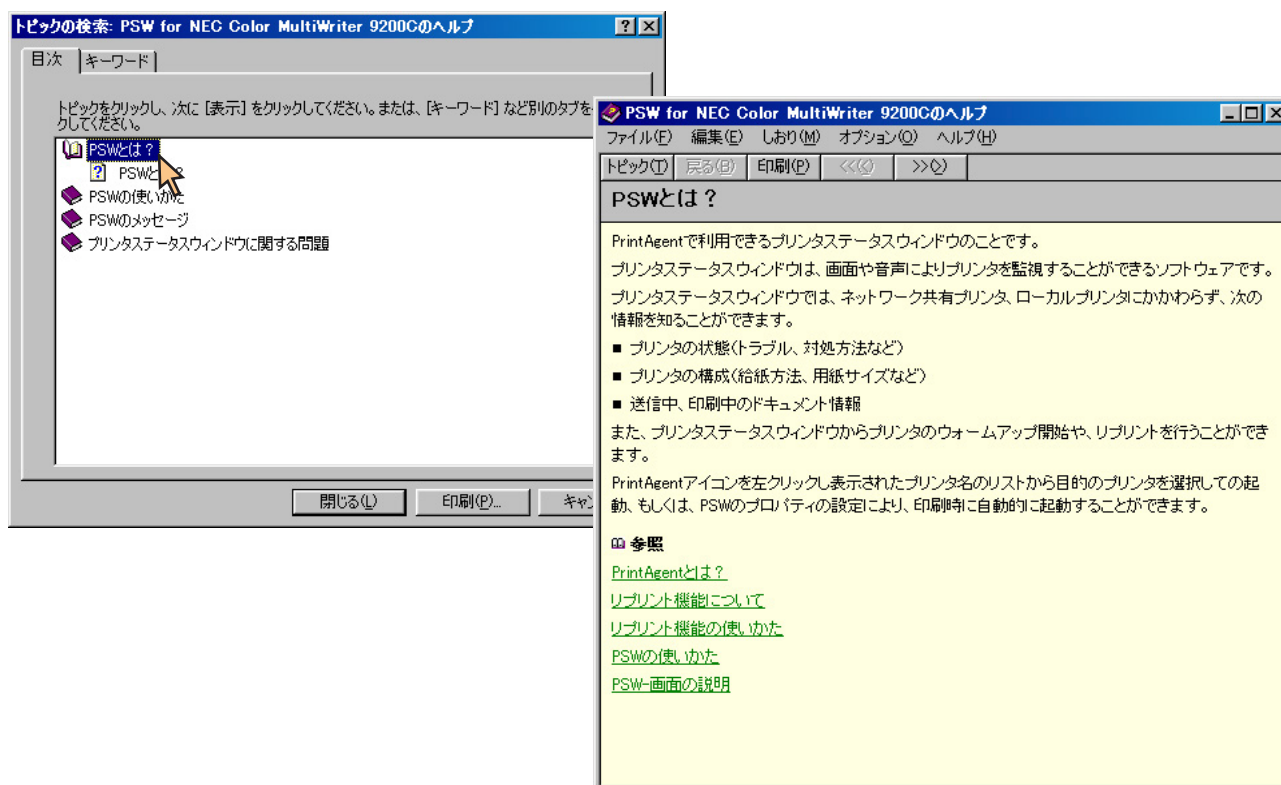 トピックの検索: PSW for NEC Color MultiWriter 9200Cのヘルプ
目次
キーワード
トピックをクリックし、次に [表示] をクリックしてください。または、[キーワード] など別のタブを
クしてください。
PSWとは?
PSWと
PSWの使いかた
PSWのメッセージ
プリンタステータスウィンドウに関する問題
閉じる(L)
印刷(P)...
キャン
PSW for NEC Color MultiWriter 9200Cのヘルプ
ファイル(F) 編集(E) しおり(M) オプション(O) ヘルプ(H)
トピック(T) 戻る(B) 印刷(P) <<(<) >>(>)
PSWとは?
PrintAgentで利用できるプリンタステータスウィンドウのことです。
プリンタステータスウィンドウは、画面や音声によりプリンタを監視することができるソフトウェアです。
プリンタステータスウィンドウでは、ネットワーク共有プリンタ、ローカルプリンタにかかわらず、次の
情報を知ることができます。
■ プリンタの状態(トラブル、対処方法など)
■ プリンタの構成(給紙方法、用紙サイズなど)
■ 送信中、印刷中のドキュメント情報
また、プリンタステータスウィンドウからプリンタのウォームアップ開始や、リプリントを行うことができ
ます。
PrintAgentアイコンを左クリックし表示されたプリンタ名のリストから目的のプリンタを選択しての起
動、もしくは、PSWのプロパティの設定により、印刷時に自動的に起動することができます。
参照
PrintAgentとは?
リプリント機能について
リプリント機能の使いかた
PSWの使いかた
PSW-画面の説明